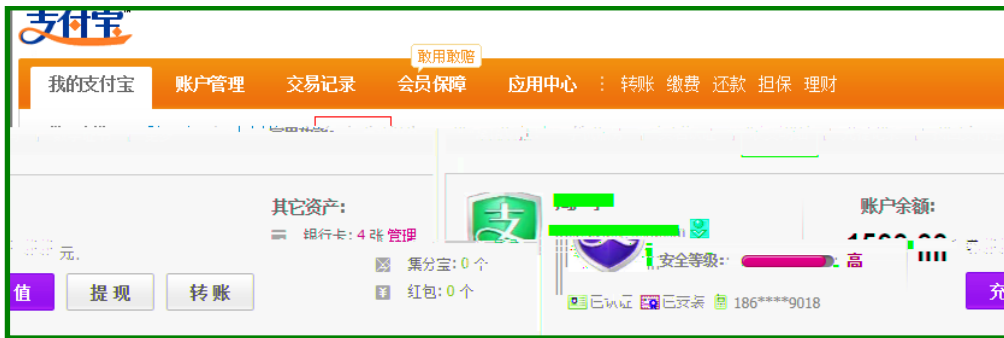 支付宝
敢用敢赔
我的支付宝 账户管理 交易记录 会员保障 应用中心 转账 缴费 还款 担保 理财
其它资产: 账户余额:
银行卡: 4 张 管理
元.
安全等级: 高
集分宝: 0 个
值 提现 转账 红包: 0 个 充
已认证 已安装 186****9018